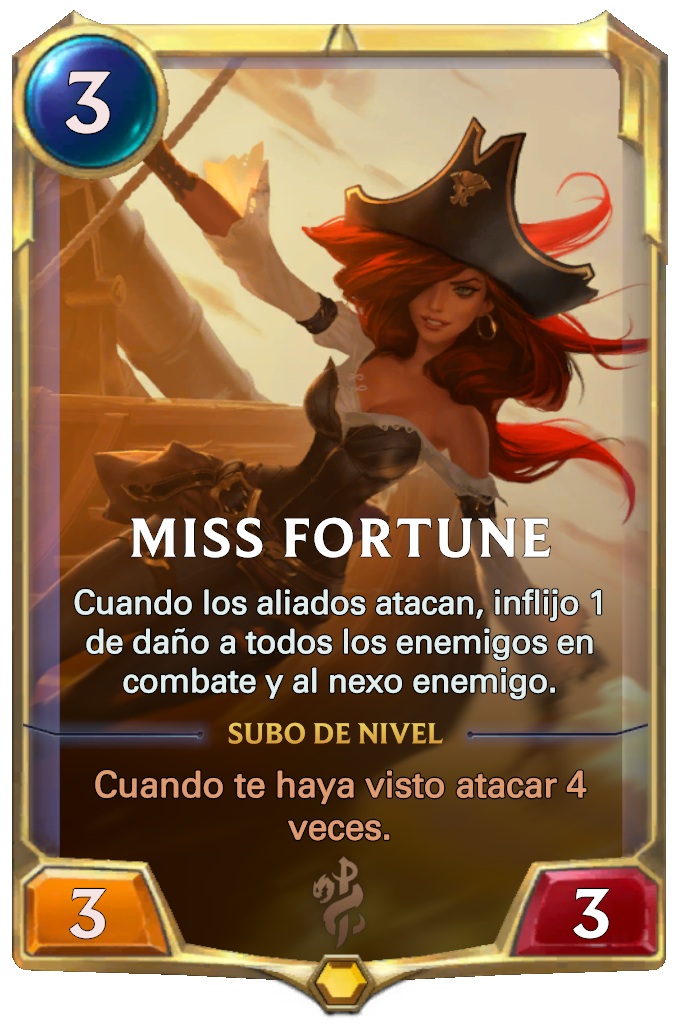 3
MISS FORTUNE
Cuando los aliados atacan, inflijo 1
de daño a todos los enemigos en
combate y al nexo enemigo.
SUBO DE NIVEL
Cuando te haya visto atacar 4
veces.
3
3